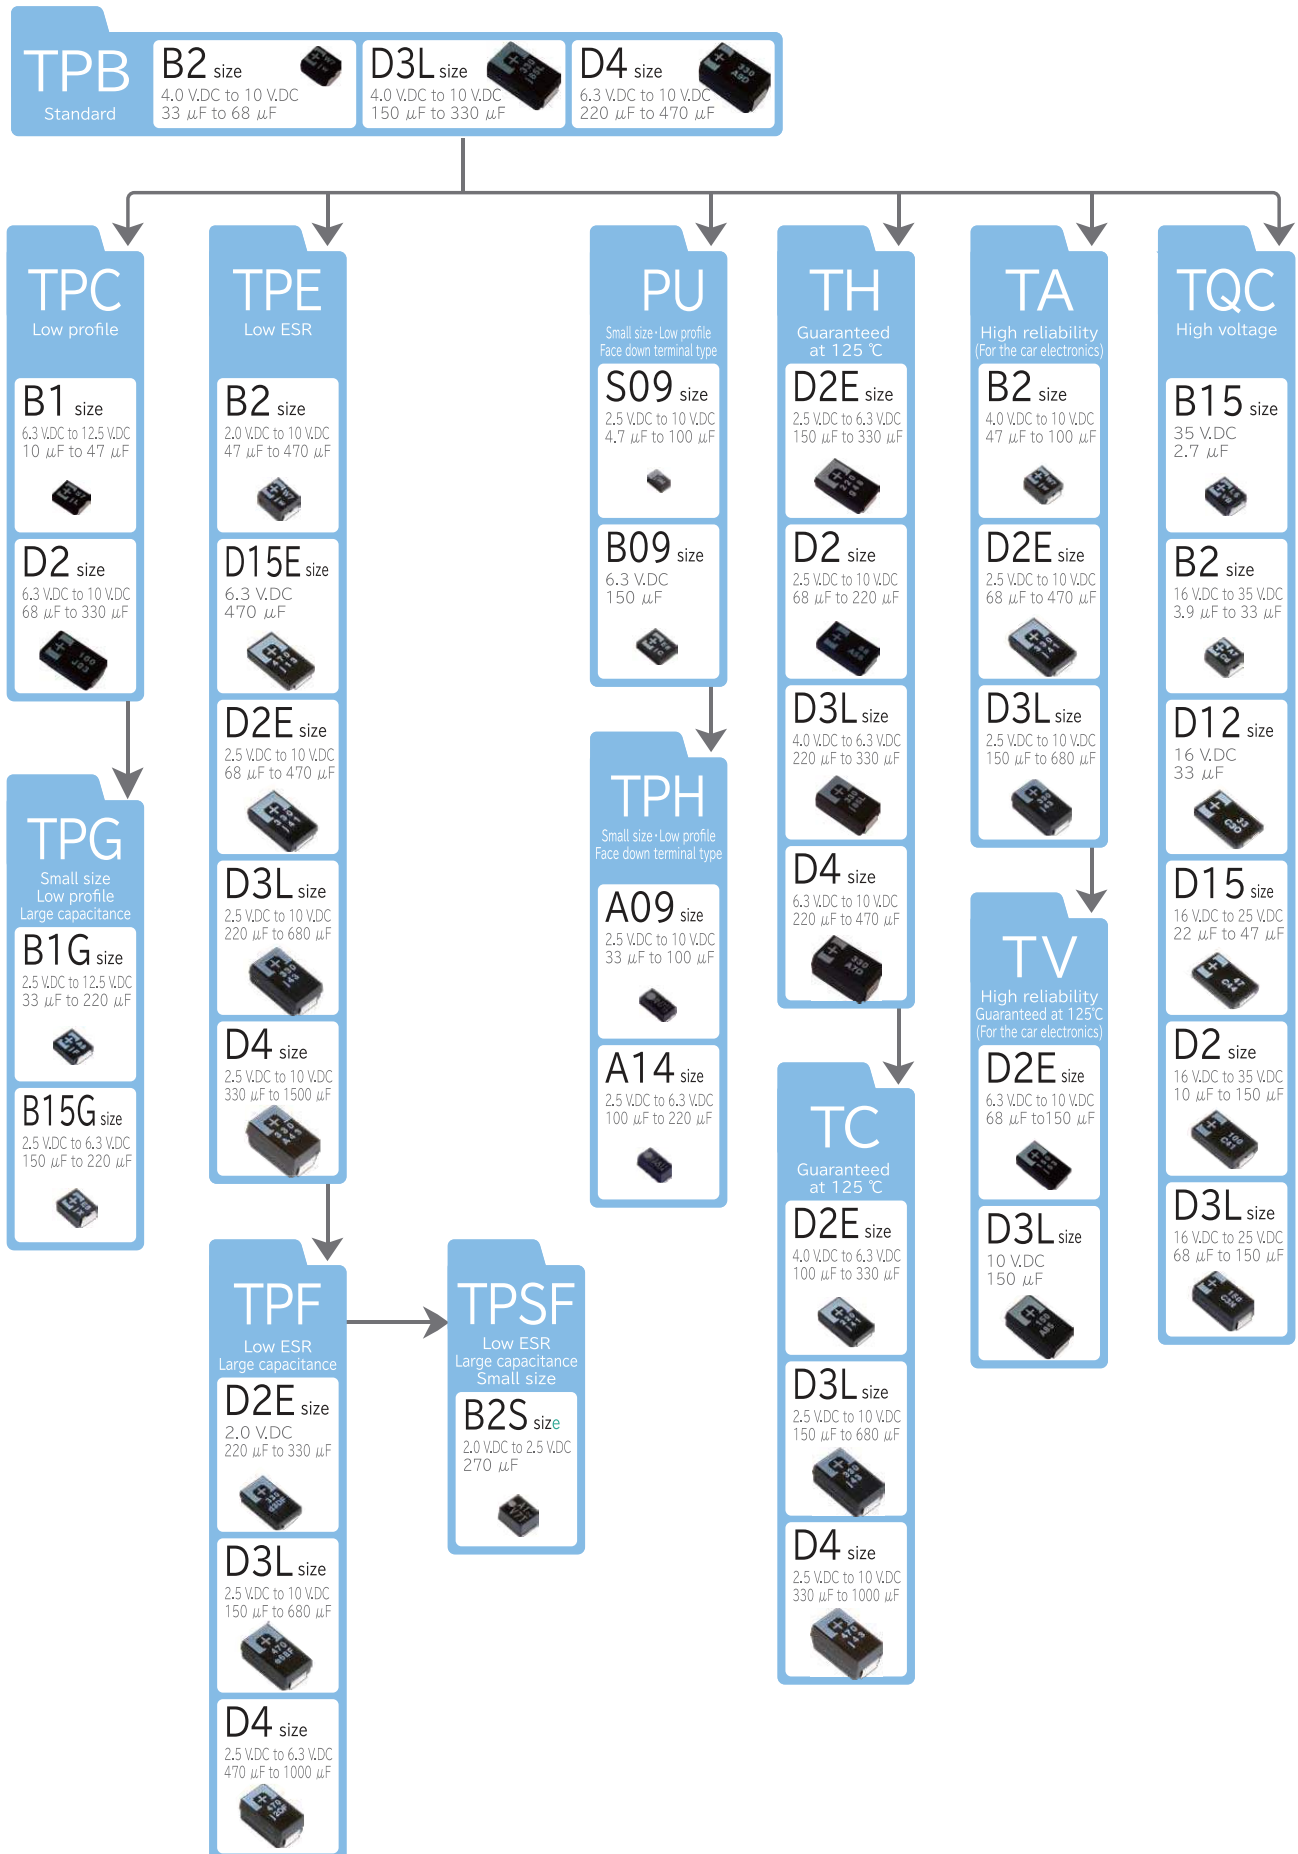 TPB
Standard
B2 size
4.0 V.DC to 10 V.DC
33 μF to 68 μF
D3L size
4.0 V.DC to 10 V.DC
150 μF to 330 μF
D4 size
6.3 V.DC to 10 V.DC
220 μF to 470 μF
TPC
Low profile
B1 size
6.3 V.DC to 12.5 V.DC
10 μF to 47 μF
D2 size
6.3 V.DC to 10 V.DC
68 μF to 330 μF
TPG
Small size
Low profile
Large capacitance
B1G size
2.5 V.DC to 12.5 V.DC
33 μF to 220 μF
B15G size
2.5 V.DC to 6.3 V.DC
150 μF to 220 μF
TPE
Low ESR
B2 size
2.0 V.DC to 10 V.DC
47 μF to 470 μF
D15E size
6.3 V.DC
470 μF
D2E size
2.5 V.DC to 10 V.DC
68 μF to 470 μF
D3L size
2.5 V.DC to 10 V.DC
220 μF to 680 μF
D4 size
2.5 V.DC to 10 V.DC
330 μF to 1500 μF
TPF
Low ESR
Large capacitance
D2E size
2.0 V.DC
220 μF to 330 μF
D3L size
2.5 V.DC to 10 V.DC
150 μF to 680 μF
D4 size
2.5 V.DC to 6.3 V.DC
470 μF to 1000 μF
TPSF
Low ESR
Large capacitance
Small size
B2S size
2.0 V.DC to 2.5 V.DC
270 μF
PU
Small size·Low profile
Face down terminal type
S09 size
2.5 V.DC to 10 V.DC
4.7 μF to 100 μF
B09 size
6.3 V.DC
150 μF
TPH
Small size·Low profile
Face down terminal type
A09 size
2.5 V.DC to 10 V.DC
33 μF to 100 μF
A14 size
2.5 V.DC to 6.3 V.DC
100 μF to 220 μF
TH
Guaranteed
at 125 ℃
D2E size
2.5 V.DC to 6.3 V.DC
150 μF to 330 μF
D2 size
2.5 V.DC to 10 V.DC
68 μF to 220 μF
D3L size
4.0 V.DC to 6.3 V.DC
220 μF to 330 μF
D4 size
6.3 V.DC to 10 V.DC
220 μF to 470 μF
TC
Guaranteed
at 125 ℃
D2E size
4.0 V.DC to 6.3 V.DC
100 μF to 330 μF
D3L size
2.5 V.DC to 10 V.DC
150 μF to 680 μF
D4 size
2.5 V.DC to 10 V.DC
330 μF to 1000 μF
TA
High reliability
(For the car electronics)
B2 size
4.0 V.DC to 10 V.DC
47 μF to 100 μF
D2E size
2.5 V.DC to 10 V.DC
68 μF to 470 μF
D3L size
2.5 V.DC to 10 V.DC
150 μF to 680 μF
TV
High reliability
Guaranteed at 125℃
(For the car electronics)
D2E size
6.3 V.DC to 10 V.DC
68 μF to150 μF
D3L size
10 V.DC
150 μF
TQC
High voltage
B15 size
35 V.DC
2.7 μF
B2 size
16 V.DC to 35 V.DC
3.9 μF to 33 μF
D12 size
16 V.DC
33 μF
D15 size
16 V.DC to 25 V.DC
22 μF to 47 μF
D2 size
16 V.DC to 35 V.DC
10 μF to 150 μF
D3L size
16 V.DC to 25 V.DC
68 μF to 150 μF